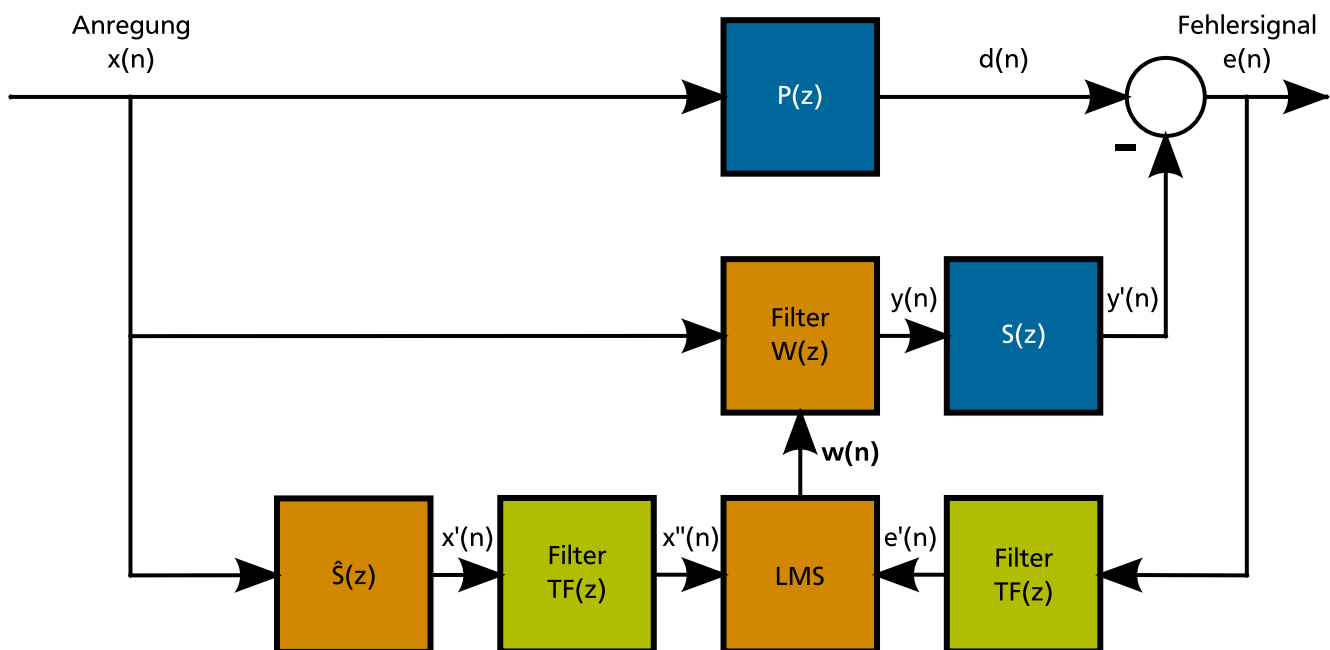 Anregung
x(n)
P(z)
d(n)
Fehlersignal
e(n)
–
Filter
W(z)
y(n)
S(z)
y'(n)
w(n)
Ŝ(z)
x'(n)
Filter
TF(z)
x"(n)
LMS
e'(n)
Filter
TF(z)